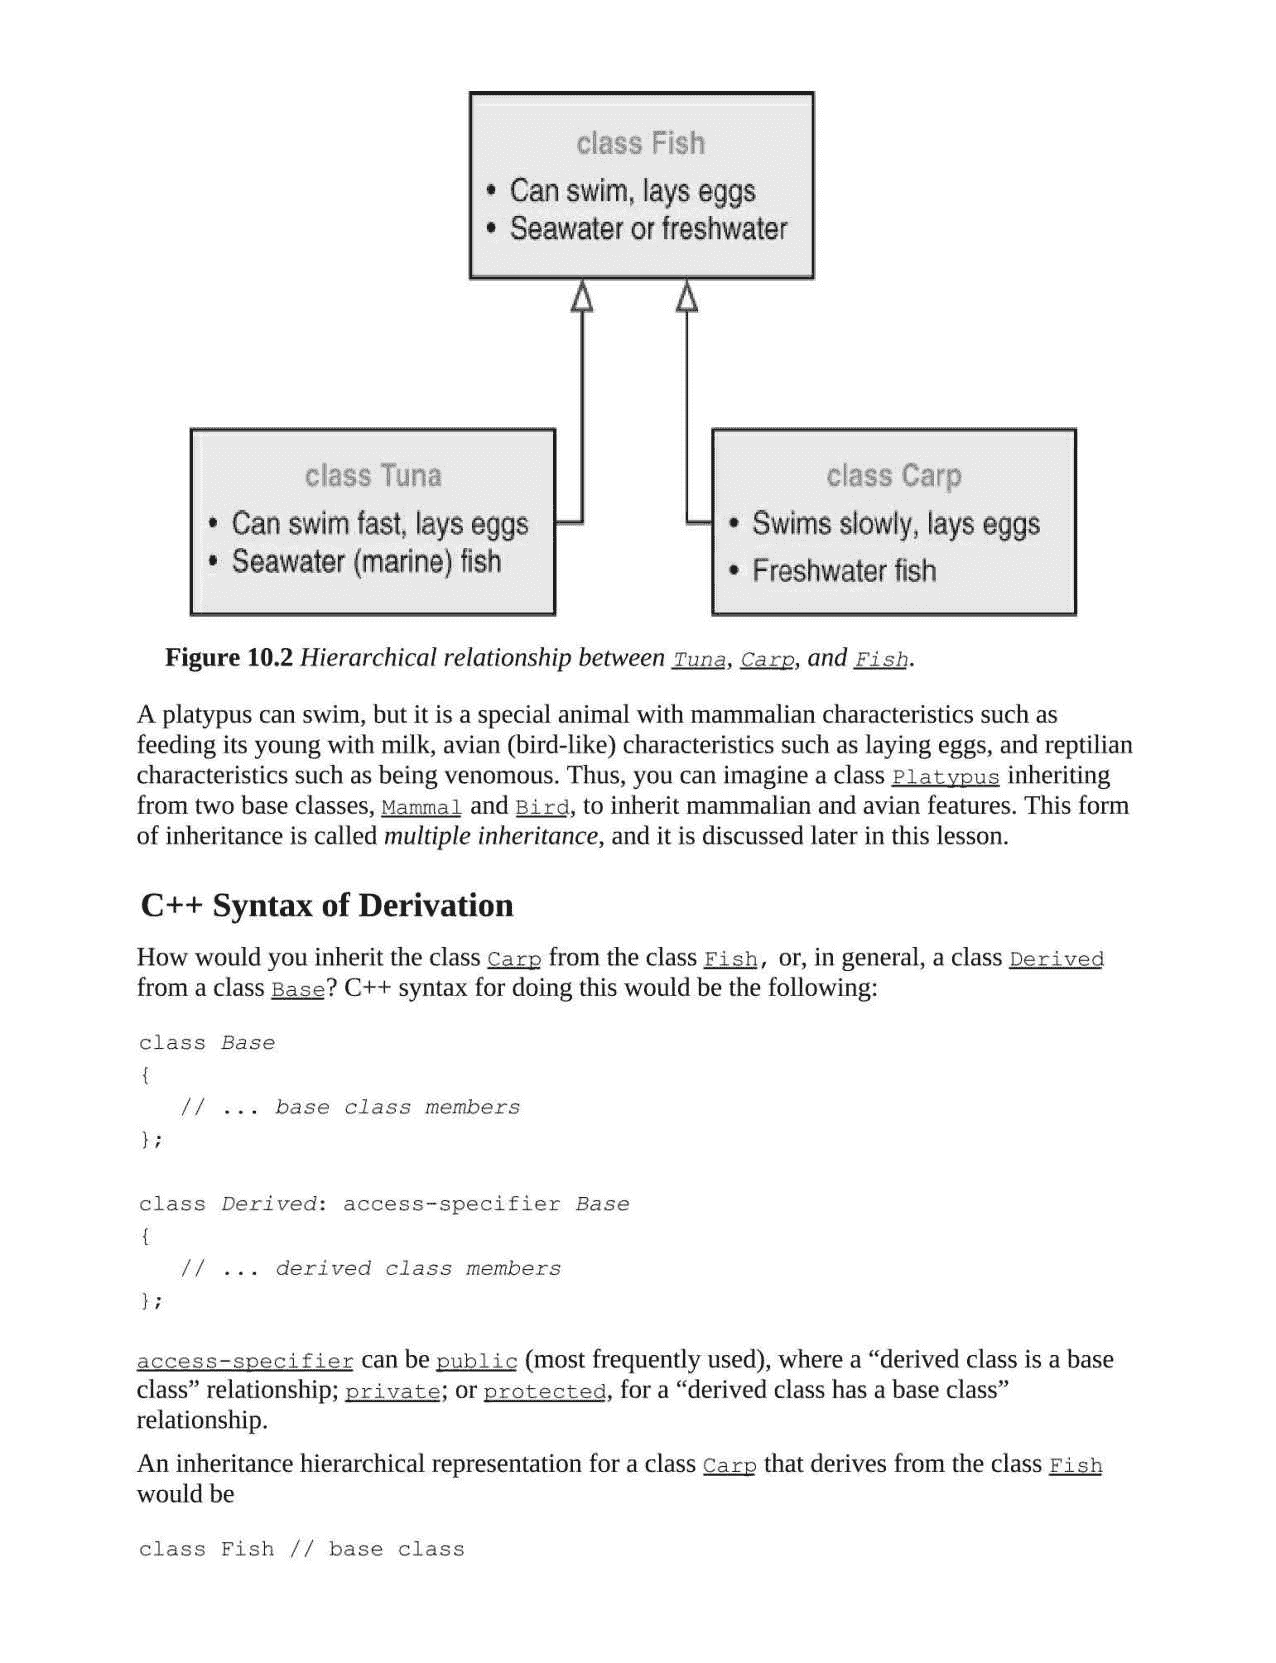 class Fish
• Can swim, lays eggs
• Seawater or freshwater
class Tuna
• Can swim fast, lays eggs
• Seawater (marine) fish
class Carp
• Swims slowly, lays eggs
• Freshwater fish
Figure 10.2 Hierarchical relationship between Tuna, Carp, and Fish.
A platypus can swim, but it is a special animal with mammalian characteristics such as
feeding its young with milk, avian (bird-like) characteristics such as laying eggs, and reptilian
characteristics such as being venomous. Thus, you can imagine a class Platypus inheriting
from two base classes, Mammal and Bird, to inherit mammalian and avian features. This form
of inheritance is called multiple inheritance, and it is discussed later in this lesson.
C++ Syntax of Derivation
How would you inherit the class Carp from the class Fish, or, in general, a class Derived
from a class Base? C++ syntax for doing this would be the following:
class Base
{
// ... base class members
};
class Derived: access-specifier Base
{
// ... derived class members
};
access-specifier can be public (most frequently used), where a “derived class is a base
class” relationship; private; or protected, for a “derived class has a base class”
relationship.
An inheritance hierarchical representation for a class Carp that derives from the class Fish
would be
class Fish // base class